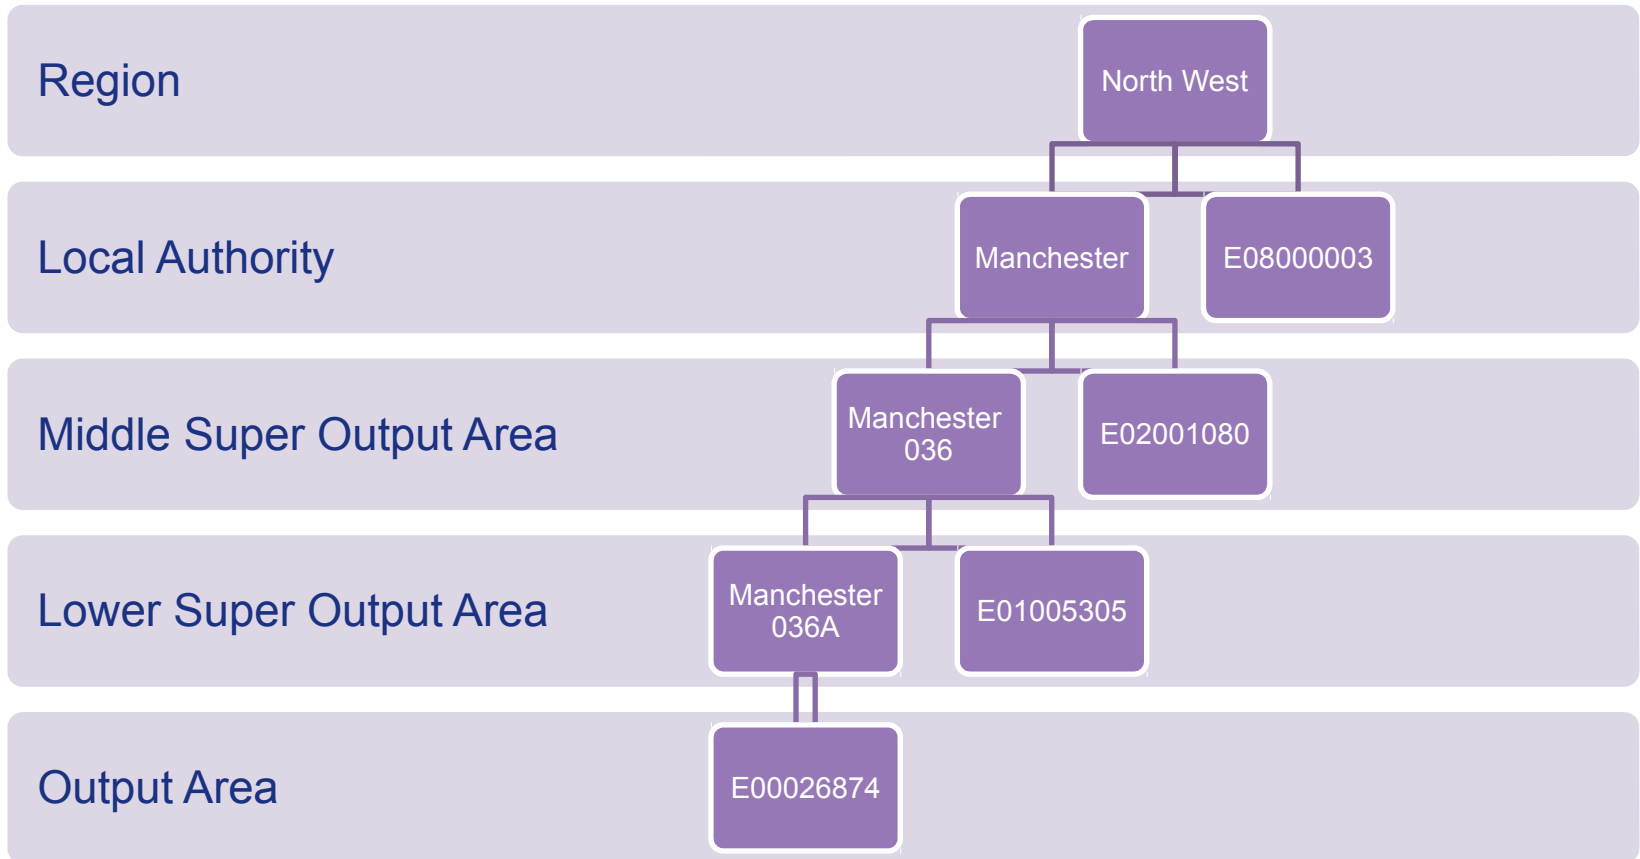 Region
North West
Local Authority
Manchester
E08000003
Middle Super Output Area
Manchester
036
E02001080
Lower Super Output Area
Manchester
036A
E01005305
Output Area
E00026874